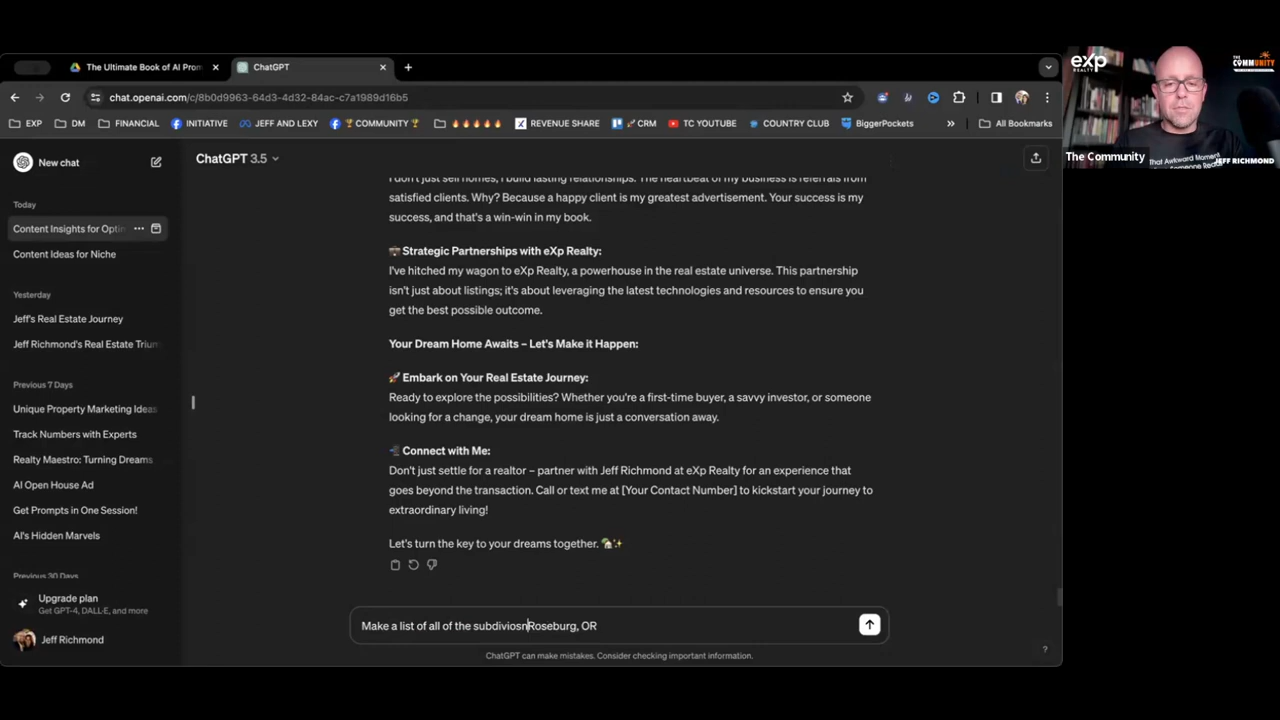 The Ultimate Book of AI Pron
ChatGPT
chat.openai.com/c/8b0d9963-64d3-4d32-84ac-c7a1989d16b5
EXP
DM
FINANCIAL
INITIATIVE
JEFF AND LEXY
🏆 COMMUNITY 🏆
🔥🔥🔥🔥🔥
REVENUE SHARE
🚀 CRM
TC YOUTUBE
COUNTRY CLUB
BiggerPockets
»
All Bookmarks
New chat
ChatGPT 3.5
Today
Content Insights for Optin
Content Ideas for Niche
Yesterday
Jeff's Real Estate Journey
Jeff Richmond's Real Estate Trium
Previous 7 Days
Unique Property Marketing Ideas
Track Numbers with Experts
Realty Maestro: Turning Dreams
AI Open House Ad
Get Prompts in One Session!
AI's Hidden Marvels
Previous 30 Days
Upgrade plan
Get GPT-4, DALL·E, and more
Jeff Richmond
I don't just sell homes, I build lasting relationships. The heartbeat of my business is referrals from
satisfied clients. Why? Because a happy client is my greatest advertisement. Your success is my
success, and that's a win-win in my book.
💼 Strategic Partnerships with eXp Realty:
I've hitched my wagon to eXp Realty, a powerhouse in the real estate universe. This partnership
isn't just about listings; it's about leveraging the latest technologies and resources to ensure you
get the best possible outcome.
Your Dream Home Awaits – Let's Make it Happen:
🚀 Embark on Your Real Estate Journey:
Ready to explore the possibilities? Whether you're a first-time buyer, a savvy investor, or someone
looking for a change, your dream home is just a conversation away.
📲 Connect with Me:
Don't just settle for a realtor – partner with Jeff Richmond at eXp Realty for an experience that
goes beyond the transaction. Call or text me at [Your Contact Number] to kickstart your journey to
extraordinary living!
Let's turn the key to your dreams together. 🏡✨
Make a list of all of the subdiviosnRoseburg, OR
ChatGPT can make mistakes. Consider checking important information.
?
exp
REALTY
THE
COMMUNITY
The Community
That Awkward Moment
JEFF RICHMOND